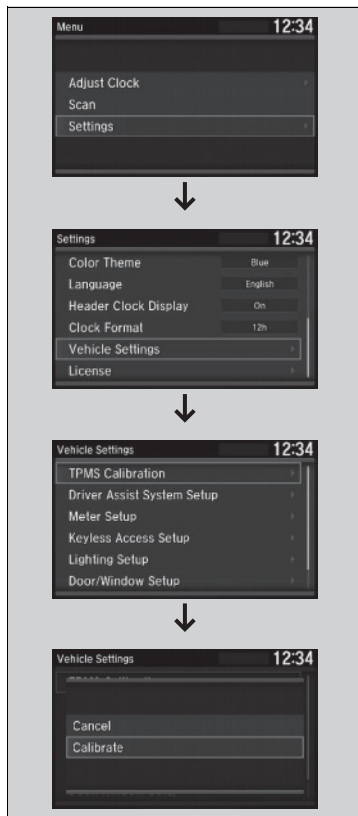 Menu 12:34
Adjust Clock
Scan
Settings
Settings 12:34
Color Theme Blue
Language English
Header Clock Display On
Clock Format 12h
Vehicle Settings
License
Vehicle Settings 12:34
TPMS Calibration
Driver Assist System Setup
Meter Setup
Keyless Access Setup
Lighting Setup
Door/Window Setup
Vehicle Settings 12:34
Cancel
Calibrate